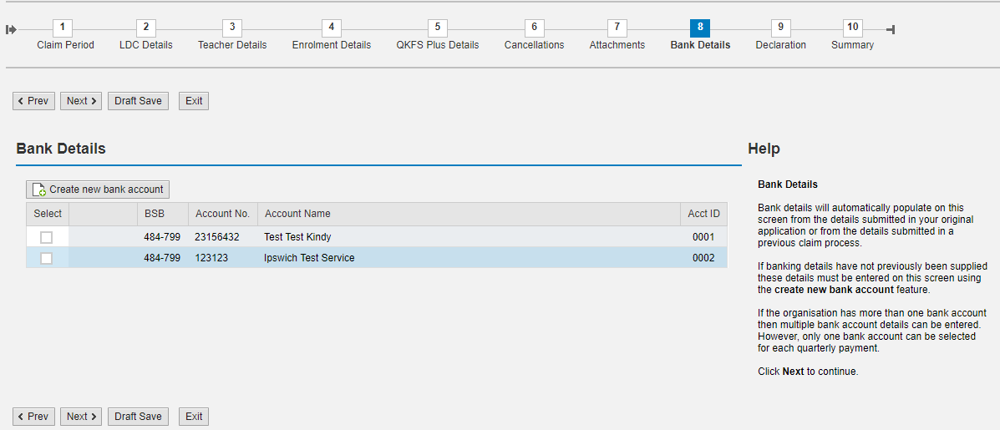 1 2 3 4 5 6 7 8 9 10
Claim Period LDC Details Teacher Details Enrolment Details QKFS Plus Details Cancellations Attachments Bank Details Declaration Summary
Prev Next Draft Save Exit
Bank Details
Create new bank account
Select BSB Account No. Account Name Acct ID
484-799 23156432 Test Test Kindy 0001
484-799 123123 Ipswich Test Service 0002
Help
Bank Details
Bank details will automatically populate on this
screen from the details submitted in your original
application or from the details submitted in a
previous claim process.
If banking details have not previously been supplied
these details must be entered on this screen using
the create new bank account feature.
If the organisation has more than one bank account
then multiple bank account details can be entered.
However, only one bank account can be selected
for each quarterly payment.
Click Next to continue.
Prev Next Draft Save Exit